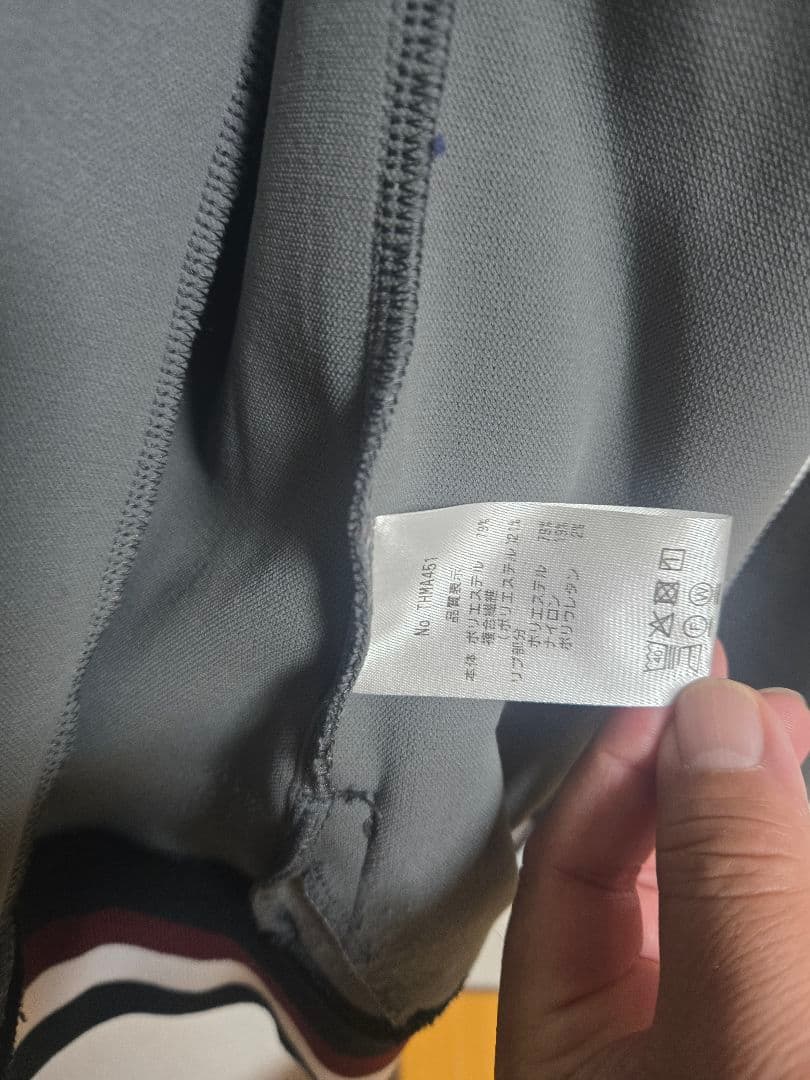 No. THMA451
品質表示
本体 ポリエステル 79%
複合繊維
(ポリエステル)21%
リブ部分
ポリエステル 79%
ナイロン 19%
ポリウレタン 2%